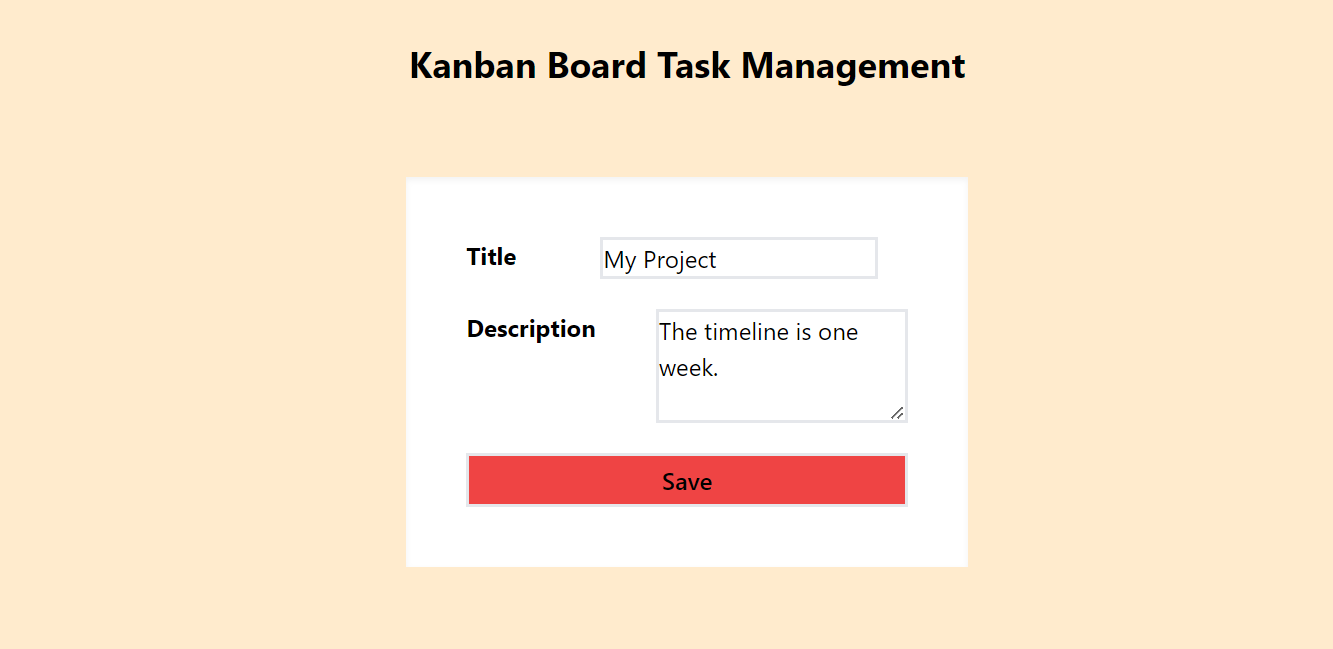 Kanban Board Task Management
Title
My Project
Description
The timeline is one
week.
Save